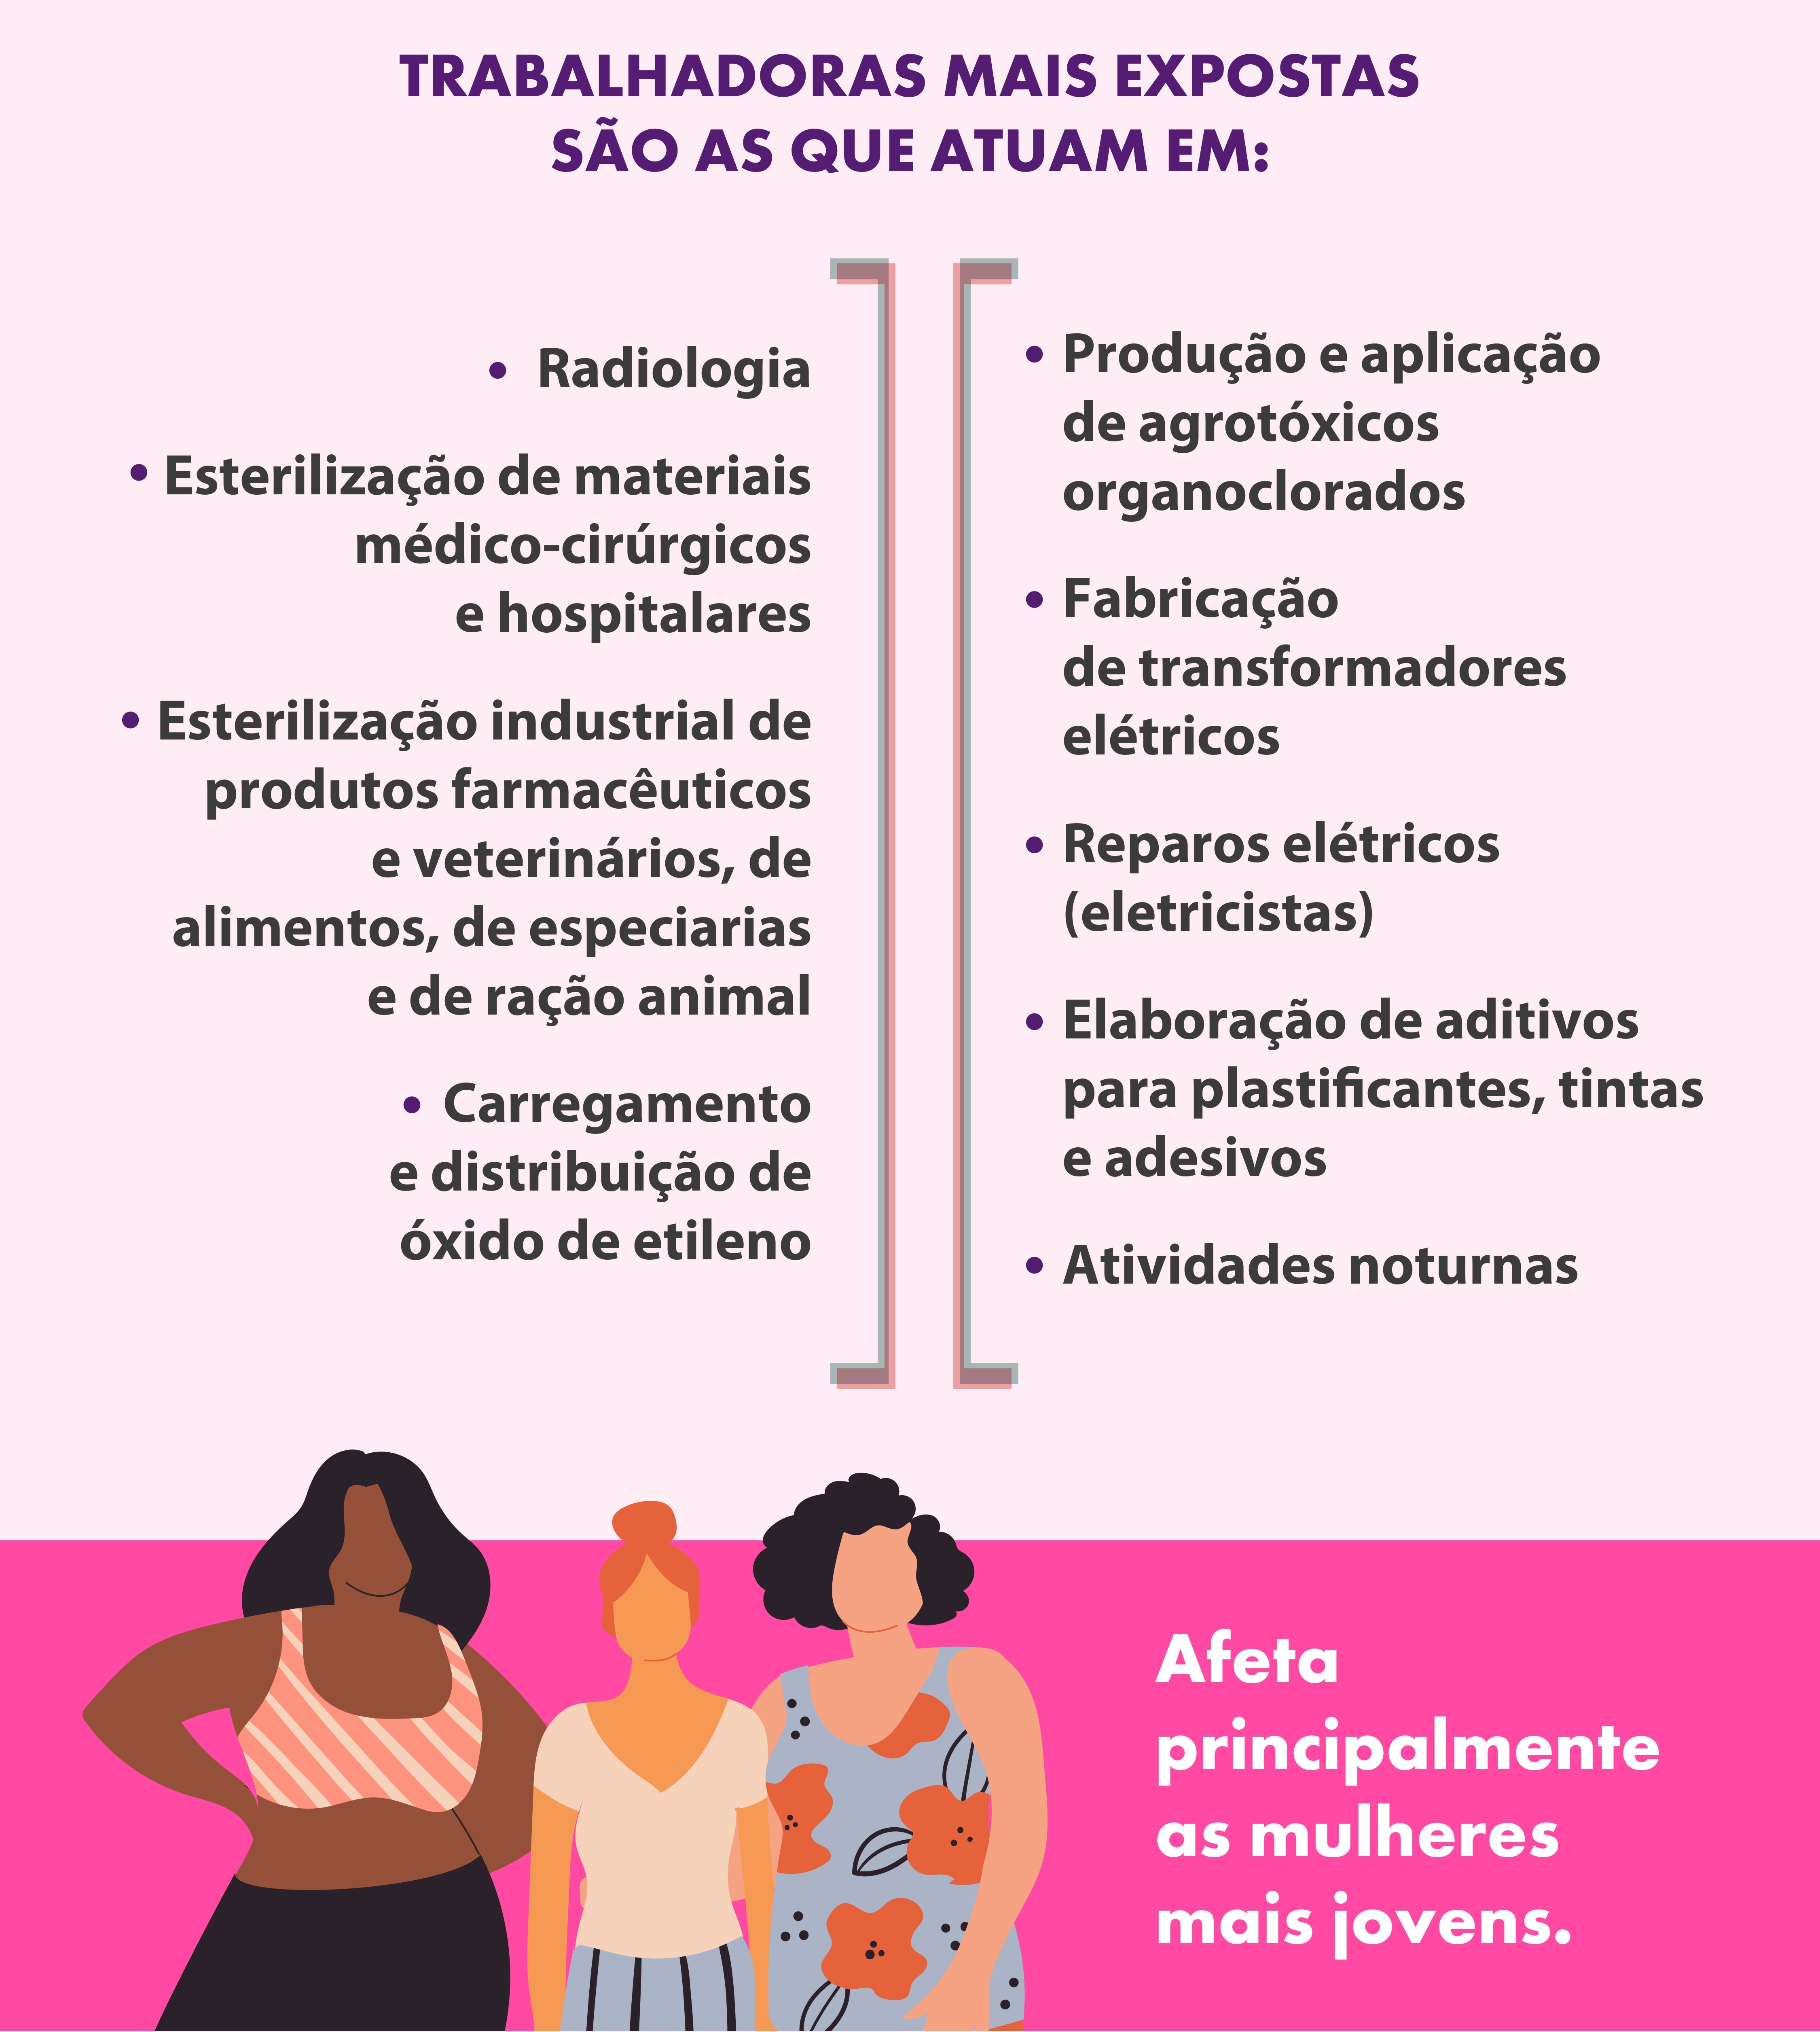 TRABALHADORAS MAIS EXPOSTAS
SÃO AS QUE ATUAM EM:
• Radiologia
• Esterilização de materiais
médico-cirúrgicos
e hospitalares
• Esterilização industrial de
produtos farmacêuticos
e veterinários, de
alimentos, de especiarias
e de ração animal
• Carregamento
e distribuição de
óxido de etileno
• Produção e aplicação
de agrotóxicos
organoclorados
• Fabricação
de transformadores
elétricos
• Reparos elétricos
(eletricistas)
• Elaboração de aditivos
para plastificantes, tintas
e adesivos
• Atividades noturnas
Afeta
principalmente
as mulheres
mais jovens.